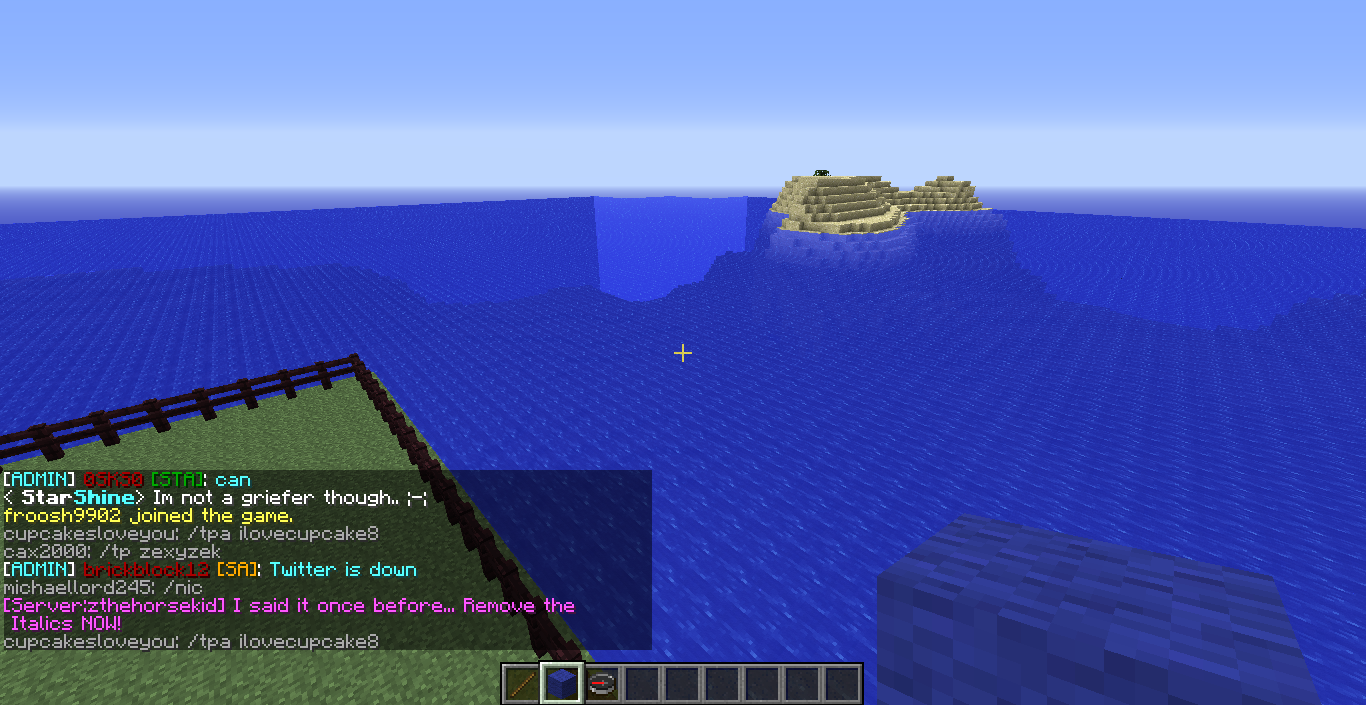 [ADMIN] 0SK50 [STA]: can
< StarShine> Im not a griefer though.. ;-;
froosh9902 joined the game.
cupcakesloveyou: /tpa ilovecupcake8
cax2000: /tp zexyzek
[ADMIN] brickblock12 [SA]: Twitter is down
michaellord245: /nic
[Server:zthehorsekid] I said it once before... Remove the
Italics NOW!
cupcakesloveyou: /tpa ilovecupcake8